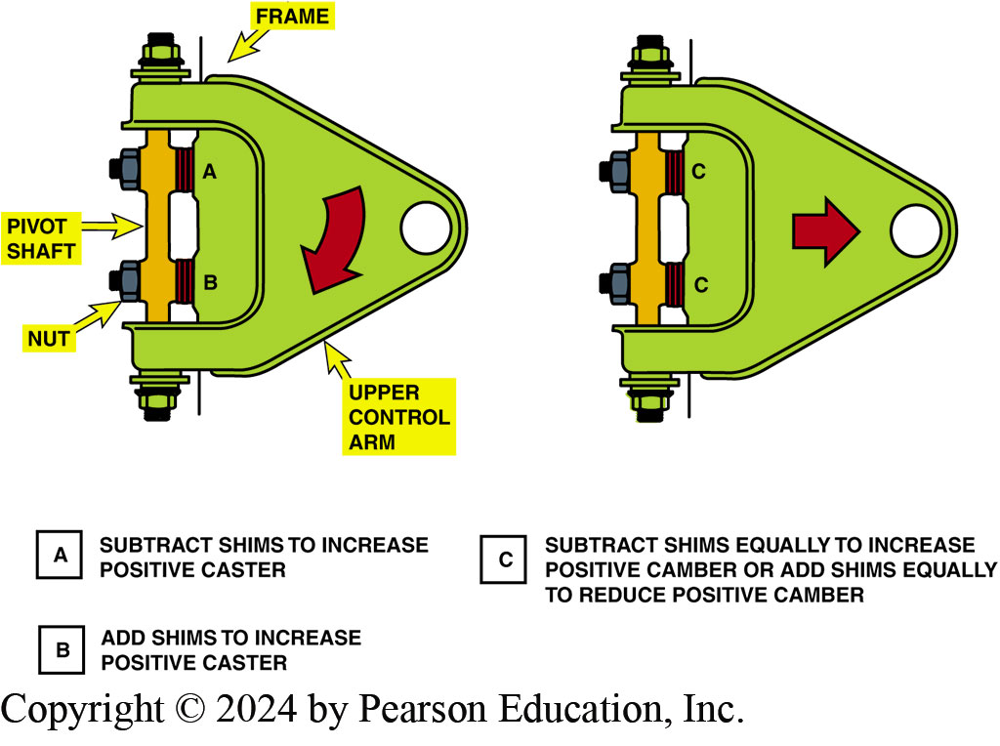 FRAME
A
C
PIVOT
SHAFT
B
C
NUT
UPPER
CONTROL
ARM
A
SUBTRACT SHIMS TO INCREASE
POSITIVE CASTER
C
SUBTRACT SHIMS EQUALLY TO INCREASE
POSITIVE CAMBER OR ADD SHIMS EQUALLY
TO REDUCE POSITIVE CAMBER
B
ADD SHIMS TO INCREASE
POSITIVE CASTER
Copyright © 2024 by Pearson Education, Inc.